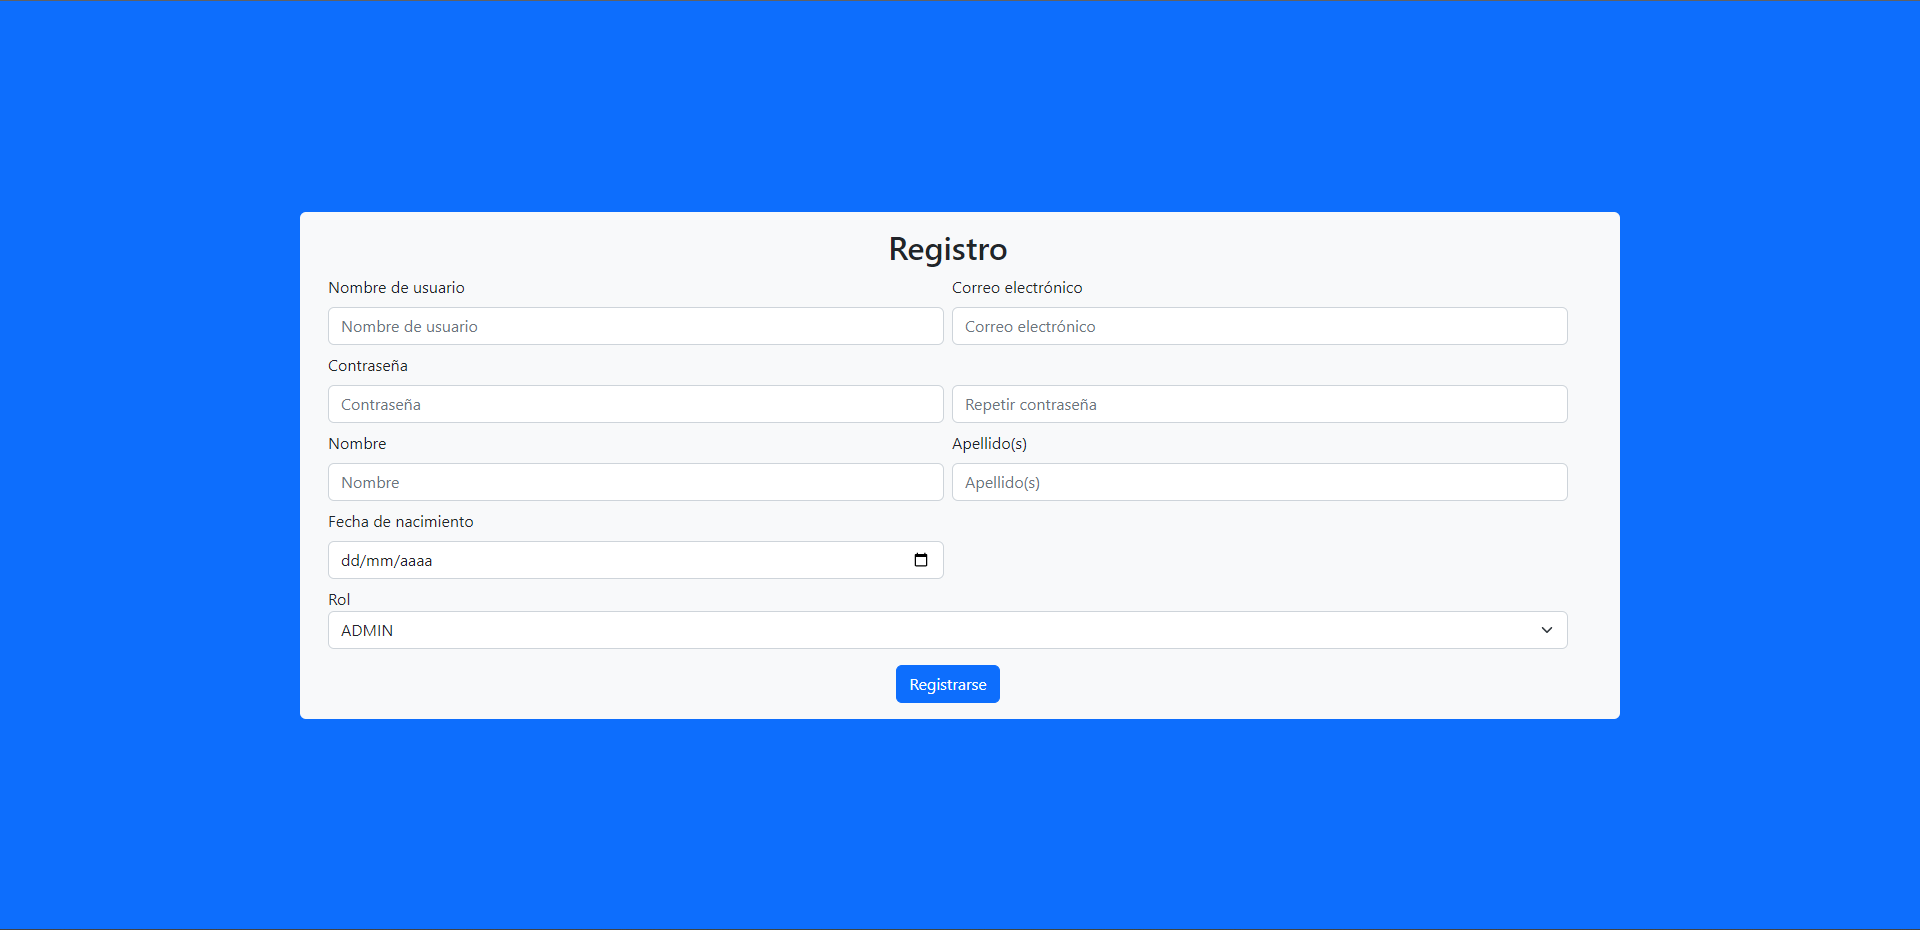 Registro
Nombre de usuario
Correo electrónico
Nombre de usuario
Correo electrónico
Contraseña
Contraseña
Repetir contraseña
Nombre
Apellido(s)
Nombre
Apellido(s)
Fecha de nacimiento
dd/mm/aaaa
Rol
ADMIN
Registrarse